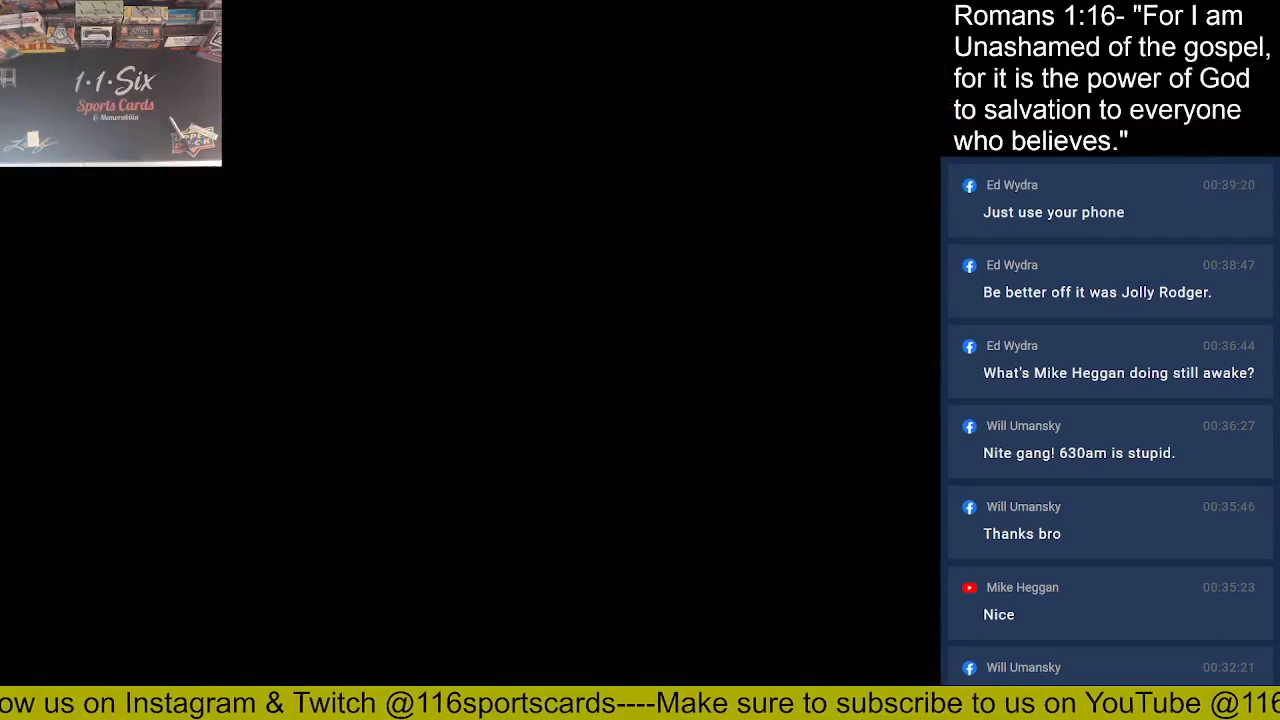 1·1·Six
Sports Cards
& Memorabilia
UPPER
DECK
Romans 1:16- "For I am
Unashamed of the gospel,
for it is the power of God
to salvation to everyone
who believes."
Ed Wydra 00:39:20
Just use your phone
Ed Wydra 00:38:47
Be better off it was Jolly Rodger.
Ed Wydra 00:36:44
What's Mike Heggan doing still awake?
Will Umansky 00:36:27
Nite gang! 630am is stupid.
Will Umansky 00:35:46
Thanks bro
Mike Heggan 00:35:23
Nice
Will Umansky 00:32:21
ow us on Instagram & Twitch @116sportscards----Make sure to subscribe to us on YouTube @116